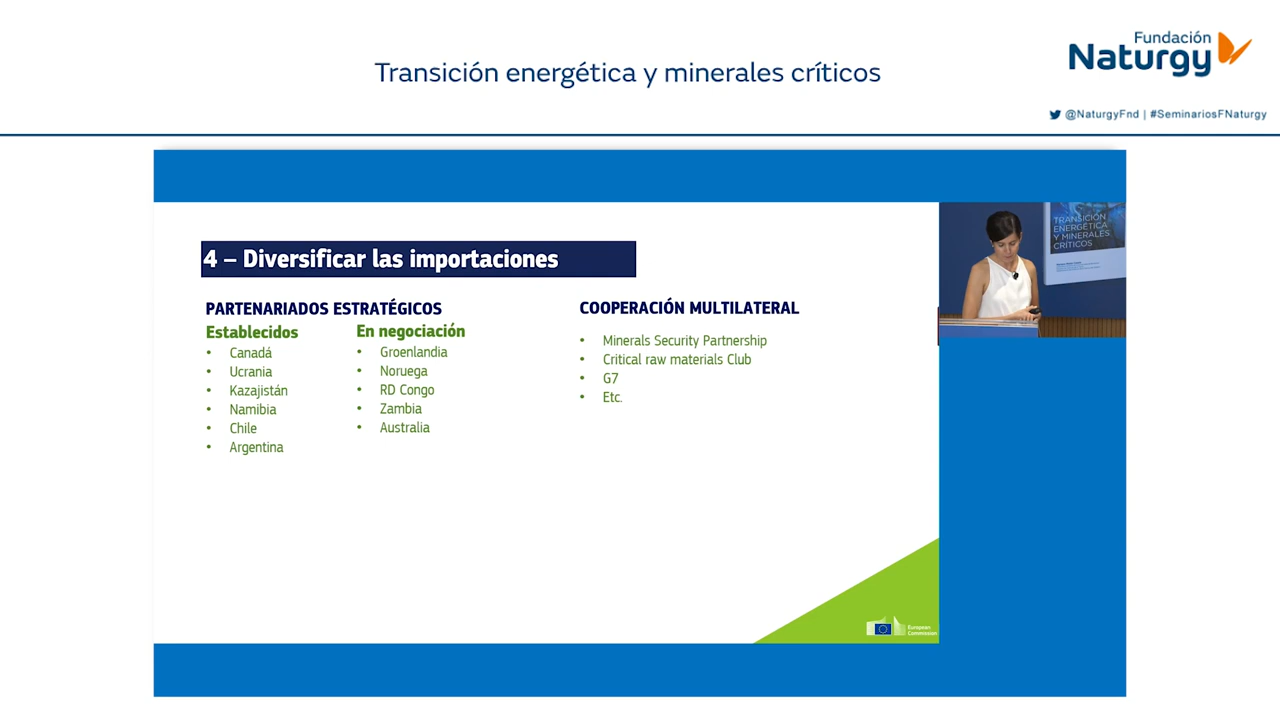 Transición energética y minerales críticos
Fundación
Naturgy
@NaturgyFnd | #SeminariosFNaturgy
4 – Diversificar las importaciones
PARTENARIADOS ESTRATÉGICOS
Establecidos
• Canadá
• Ucrania
• Kazajistán
• Namibia
• Chile
• Argentina
En negociación
• Groenlandia
• Noruega
• RD Congo
• Zambia
• Australia
COOPERACIÓN MULTILATERAL
• Minerals Security Partnership
• Critical raw materials Club
• G7
• Etc.
TRANSICIÓN
ENERGÉTICA
Y MINERALES
CRÍTICOS
European
Commission